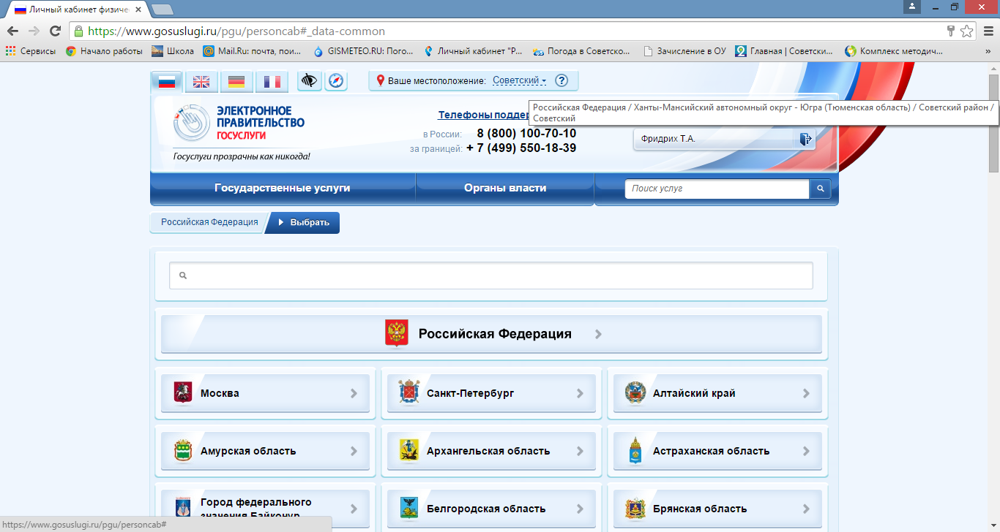 Личный кабинет физичес
https://www.gosuslugi.ru/pgu/personcab#_data-common
Сервисы Начало работы Школа Mail.Ru: почта, пои... GISMETEO.RU: Пого... Личный кабинет "Р... Погода в Советско... Зачисление в ОУ Главная | Советски... Комплекс методич... »
Ваше местоположение: Советский ?
Российская Федерация / Ханты-Мансийский автономный округ - Югра (Тюменская область) / Советский район /
Советский
ЭЛЕКТРОННОЕ
ПРАВИТЕЛЬСТВО
ГОСУСЛУГИ
Госуслуги прозрачны как никогда!
Телефоны поддер
в России: 8 (800) 100-70-10
за границей: + 7 (499) 550-18-39
Фридрих Т.А.
Государственные услуги Органы власти Поиск услуг
Российская Федерация Выбрать
Российская Федерация
Москва Санкт-Петербург Алтайский край
Амурская область Архангельская область Астраханская область
Город федерального
значения Байконур
Белгородская область Брянская область
https://www.gosuslugi.ru/pgu/personcab#